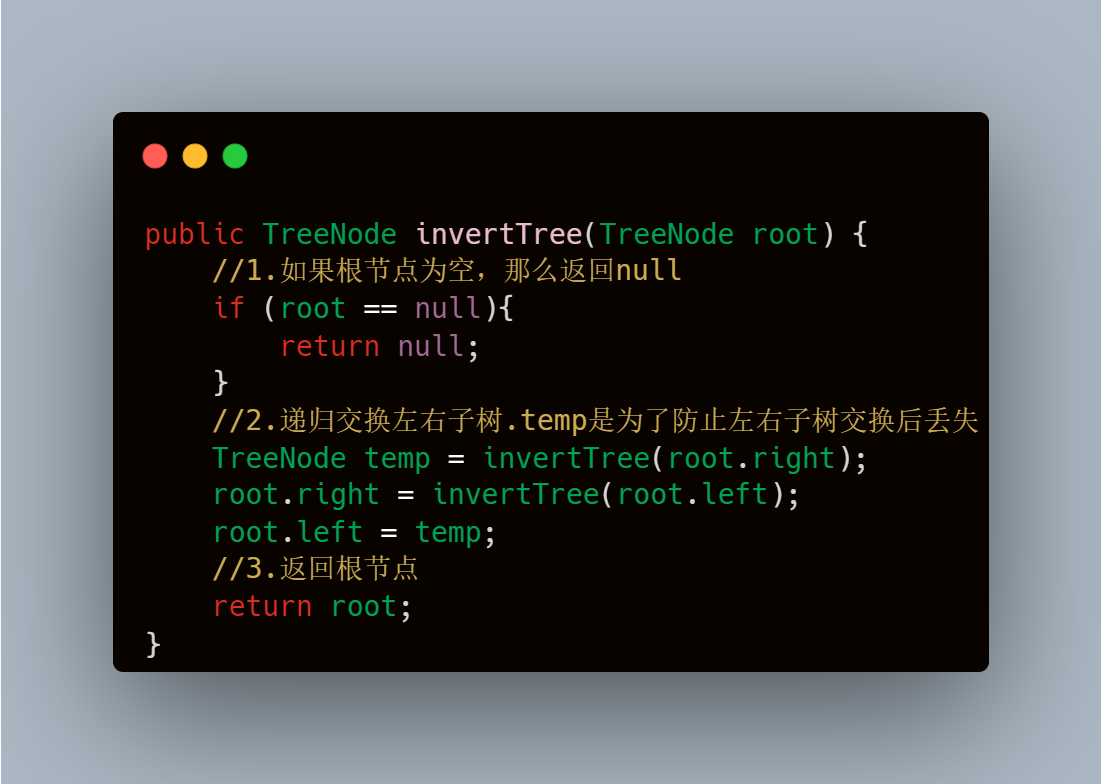 public TreeNode invertTree(TreeNode root) {
    //1.如果根节点为空，那么返回null
    if (root == null){
        return null;
    }
    //2.递归交换左右子树.temp是为了防止左右子树交换后丢失
    TreeNode temp = invertTree(root.right);
    root.right = invertTree(root.left);
    root.left = temp;
    //3.返回根节点
    return root;
}